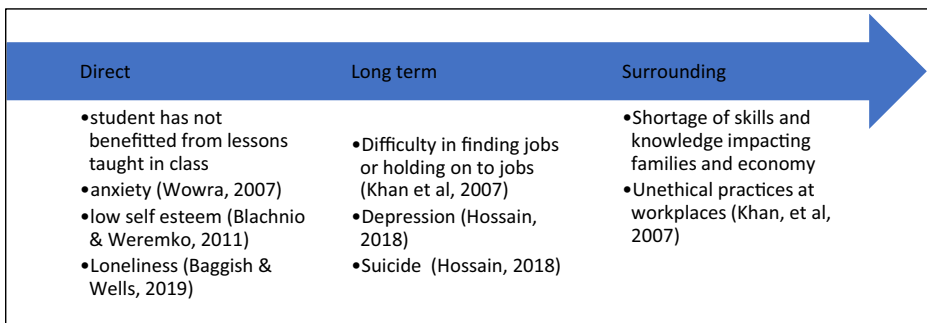 Direct
•student has not
benefitted from lessons
taught in class
•anxiety (Wowra, 2007)
•low self esteem (Blachnio
& Weremko, 2011)
•Loneliness (Baggish &
Wells, 2019)
Long term
•Difficulty in finding jobs
or holding on to jobs
(Khan et al, 2007)
•Depression (Hossain,
2018)
•Suicide (Hossain, 2018)
Surrounding
•Shortage of skills and
knowledge impacting
families and economy
•Unethical practices at
workplaces (Khan, et al,
2007)